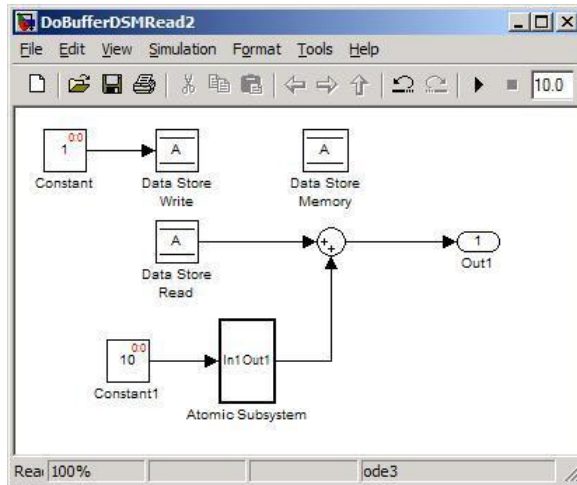 DoBufferDSMRead2
File Edit View Simulation Format Tools Help
10.0
0:0
1
Constant
A
Data Store
Write
A
Data Store
Memory
A
Data Store
Read
1
Out1
0:0
10
Constant1
In1 Out1
Atomic Subsystem
Rea 100% ode3